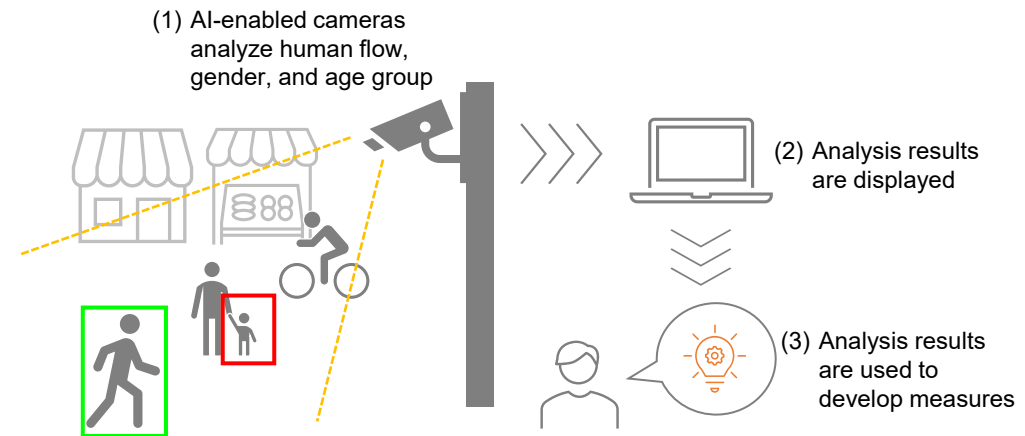 (1) AI-enabled cameras
analyze human flow,
gender, and age group
(2) Analysis results
are displayed
(3) Analysis results
are used to
develop measures